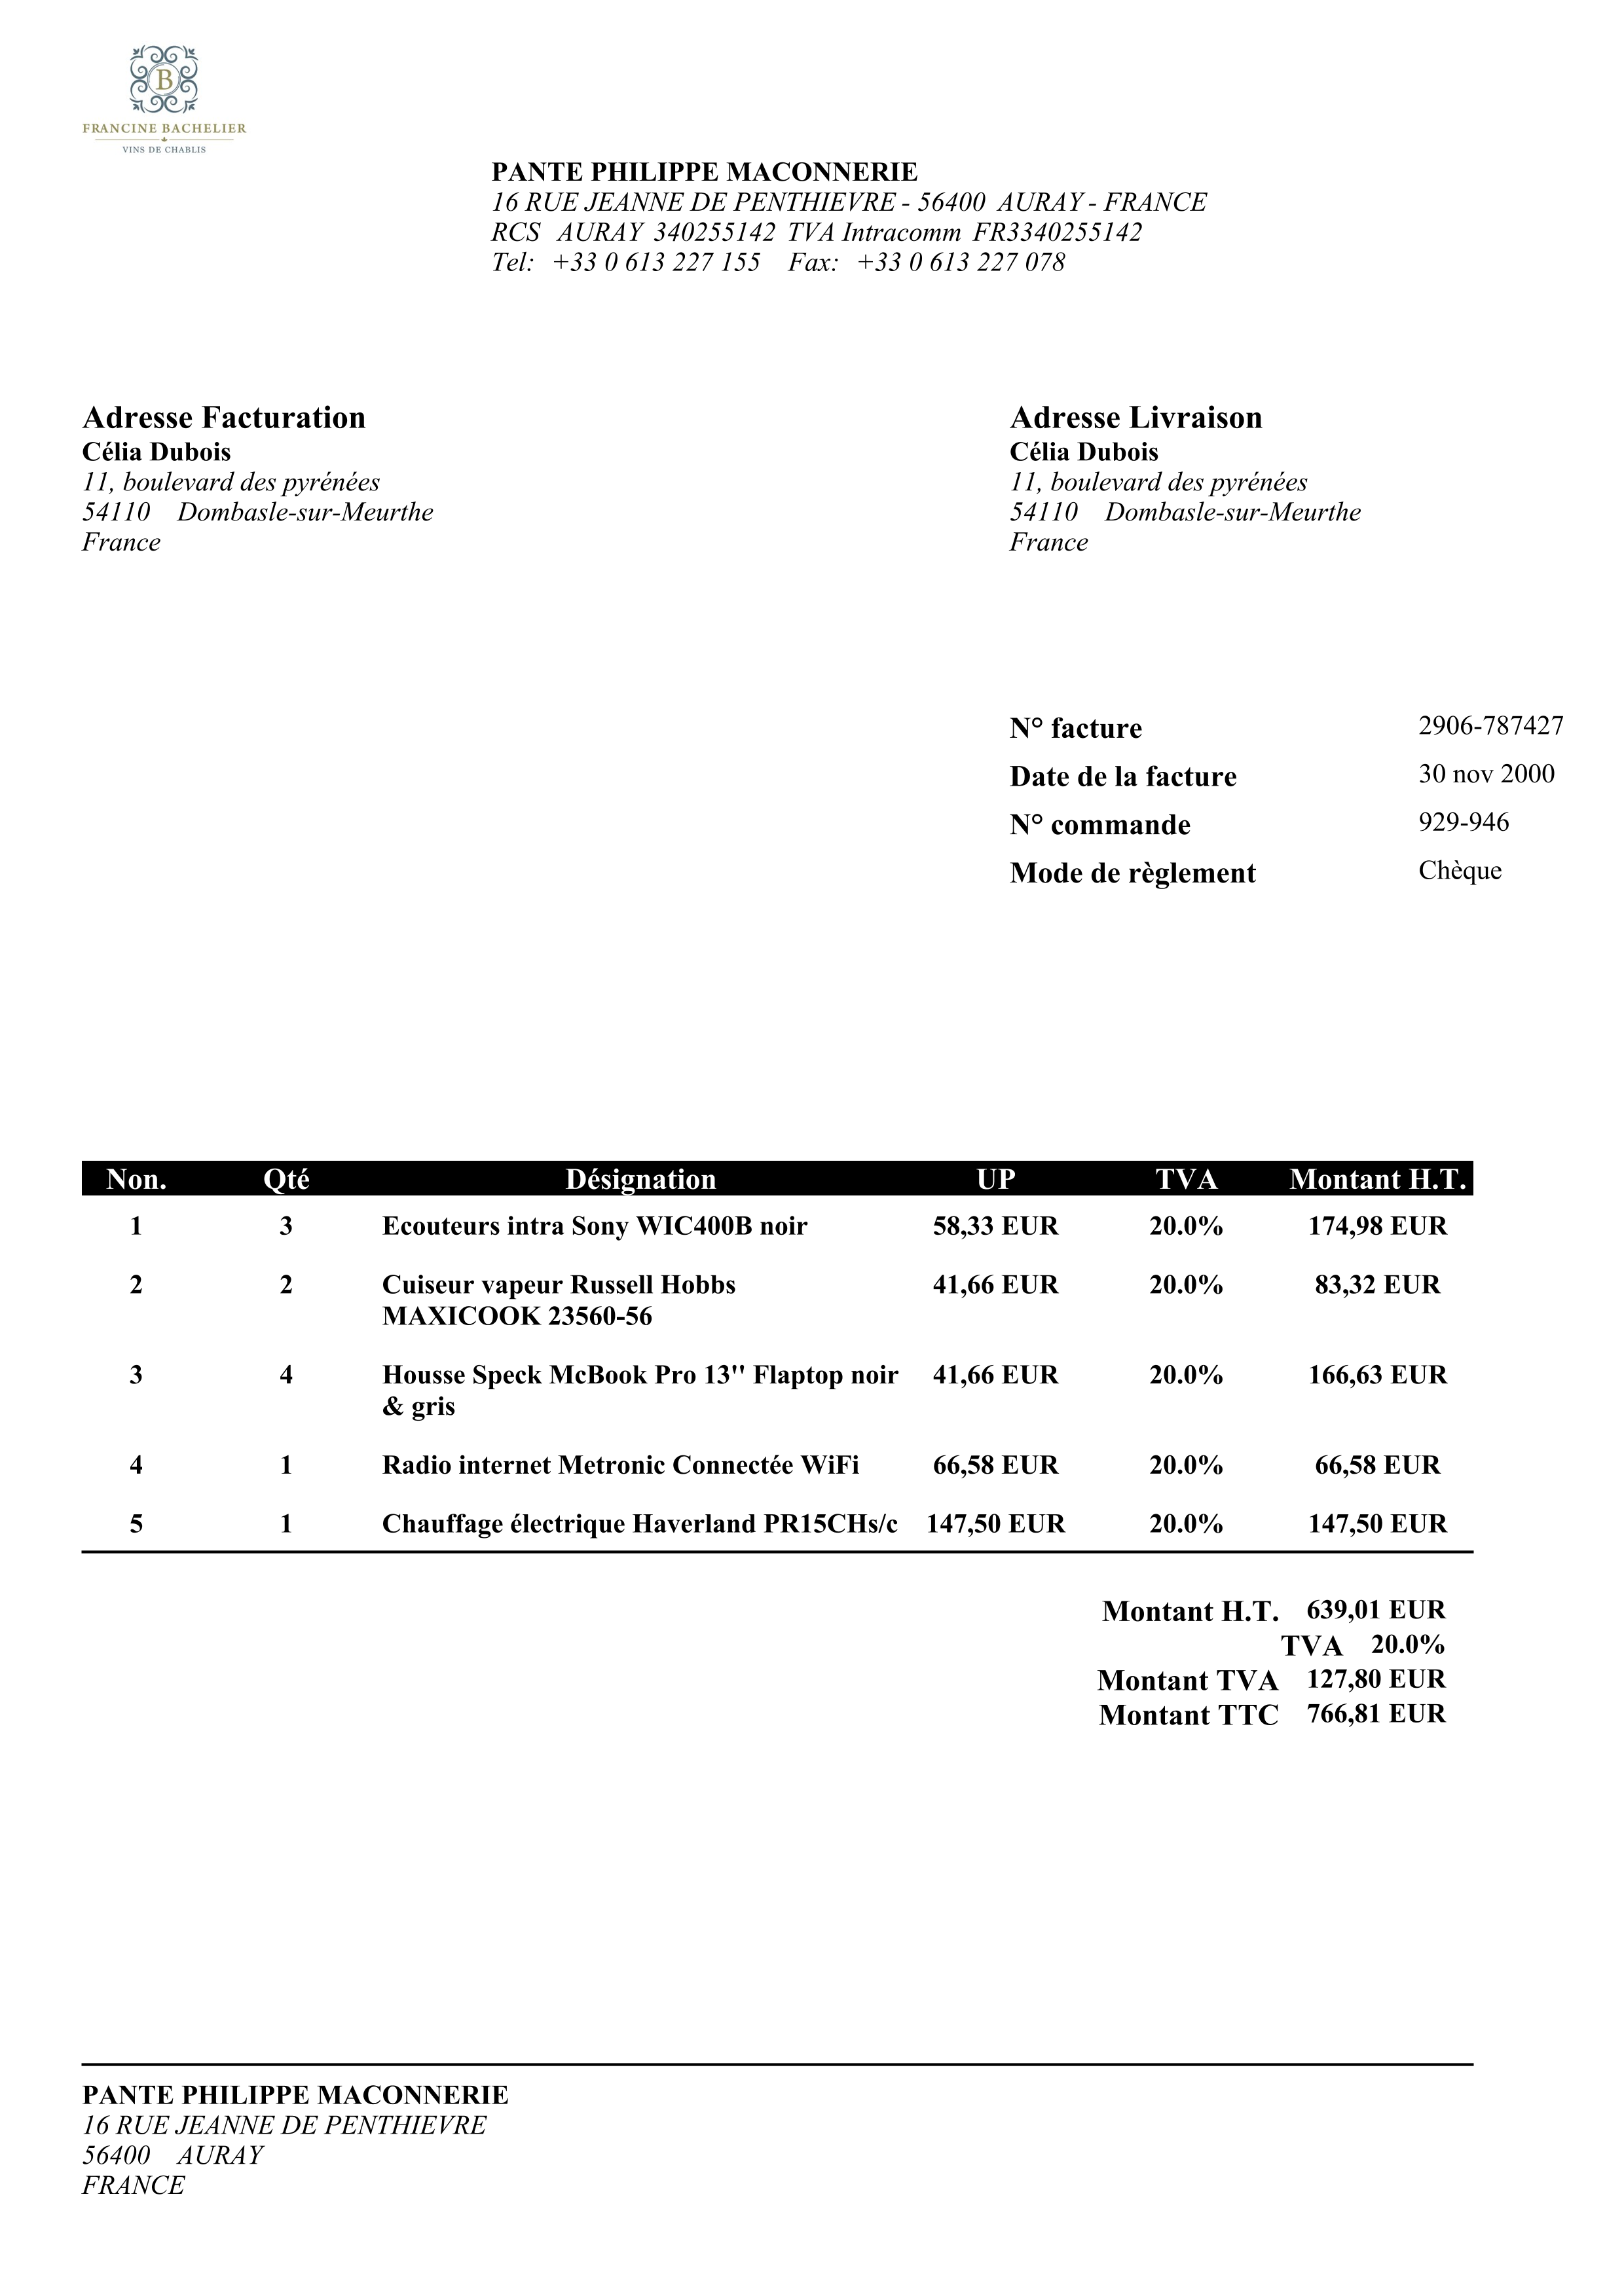 B
FRANCINE BACHELIER
VINS DE CHABLIS
PANTE PHILIPPE MACONNERIE
16 RUE JEANNE DE PENTHIEVRE - 56400 AURAY - FRANCE
RCS AURAY 340255142 TVA Intracomm FR3340255142
Tel: +33 0 613 227 155 Fax: +33 0 613 227 078
Adresse Facturation
Célia Dubois
11, boulevard des pyrénées
54110 Dombasle-sur-Meurthe
France
Adresse Livraison
Célia Dubois
11, boulevard des pyrénées
54110 Dombasle-sur-Meurthe
France
N° facture 2906-787427
Date de la facture 30 nov 2000
N° commande 929-946
Mode de règlement Chèque
Non. Qté Désignation UP TVA Montant H.T.
1 3 Ecouteurs intra Sony WIC400B noir 58,33 EUR 20.0% 174,98 EUR
2 2 Cuiseur vapeur Russell Hobbs 41,66 EUR 20.0% 83,32 EUR
MAXICOOK 23560-56
3 4 Housse Speck McBook Pro 13'' Flaptop noir 41,66 EUR 20.0% 166,63 EUR
& gris
4 1 Radio internet Metronic Connectée WiFi 66,58 EUR 20.0% 66,58 EUR
5 1 Chauffage électrique Haverland PR15CHs/c 147,50 EUR 20.0% 147,50 EUR
Montant H.T. 639,01 EUR
TVA 20.0%
Montant TVA 127,80 EUR
Montant TTC 766,81 EUR
PANTE PHILIPPE MACONNERIE
16 RUE JEANNE DE PENTHIEVRE
56400 AURAY
FRANCE